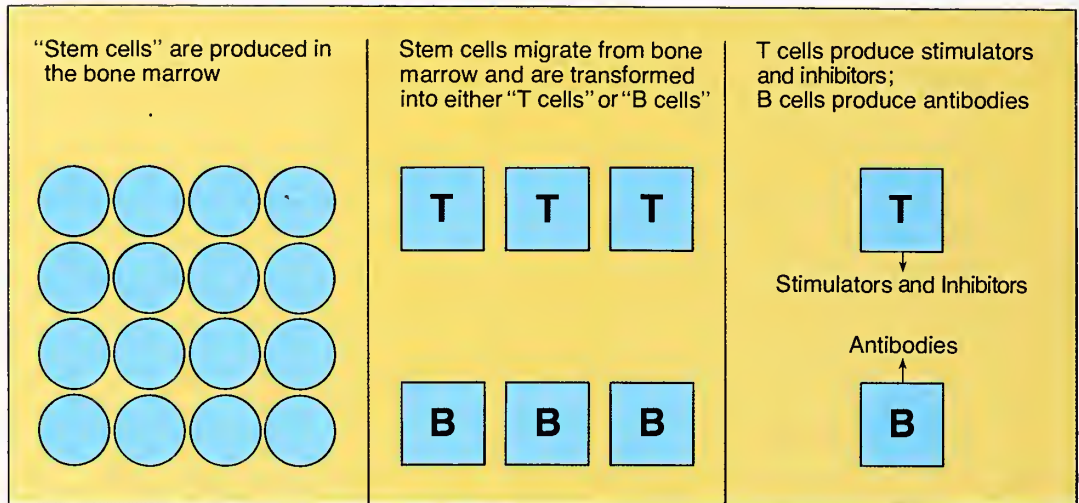 “Stem cells” are produced in
the bone marrow
Stem cells migrate from bone
marrow and are transformed
into either “T cells” or “B cells”
T cells produce stimulators
and inhibitors;
B cells produce antibodies
T T T
B B B
T
Stimulators and Inhibitors
Antibodies
B